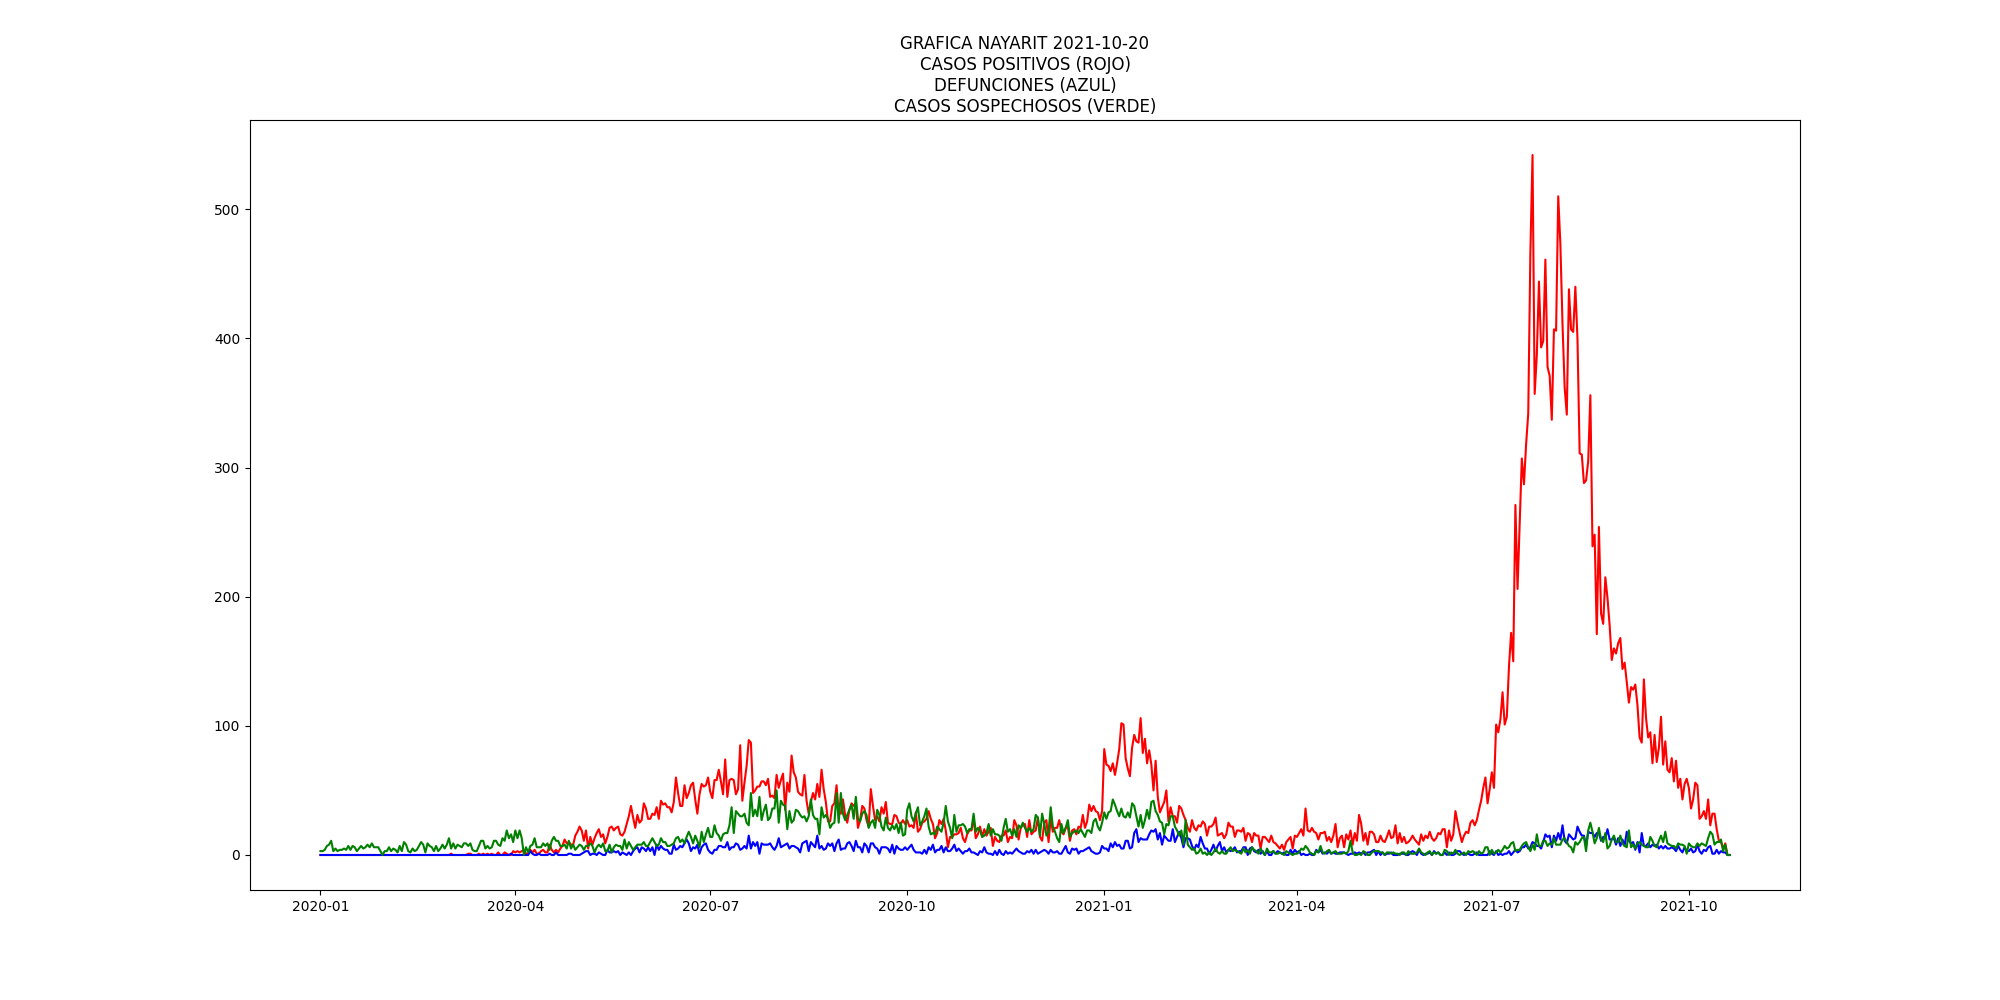 GRAFICA NAYARIT 2021-10-20
CASOS POSITIVOS (ROJO)
DEFUNCIONES (AZUL)
CASOS SOSPECHOSOS (VERDE)
500
400
300
200
100
0
2020-01 2020-04 2020-07 2020-10 2021-01 2021-04 2021-07 2021-10